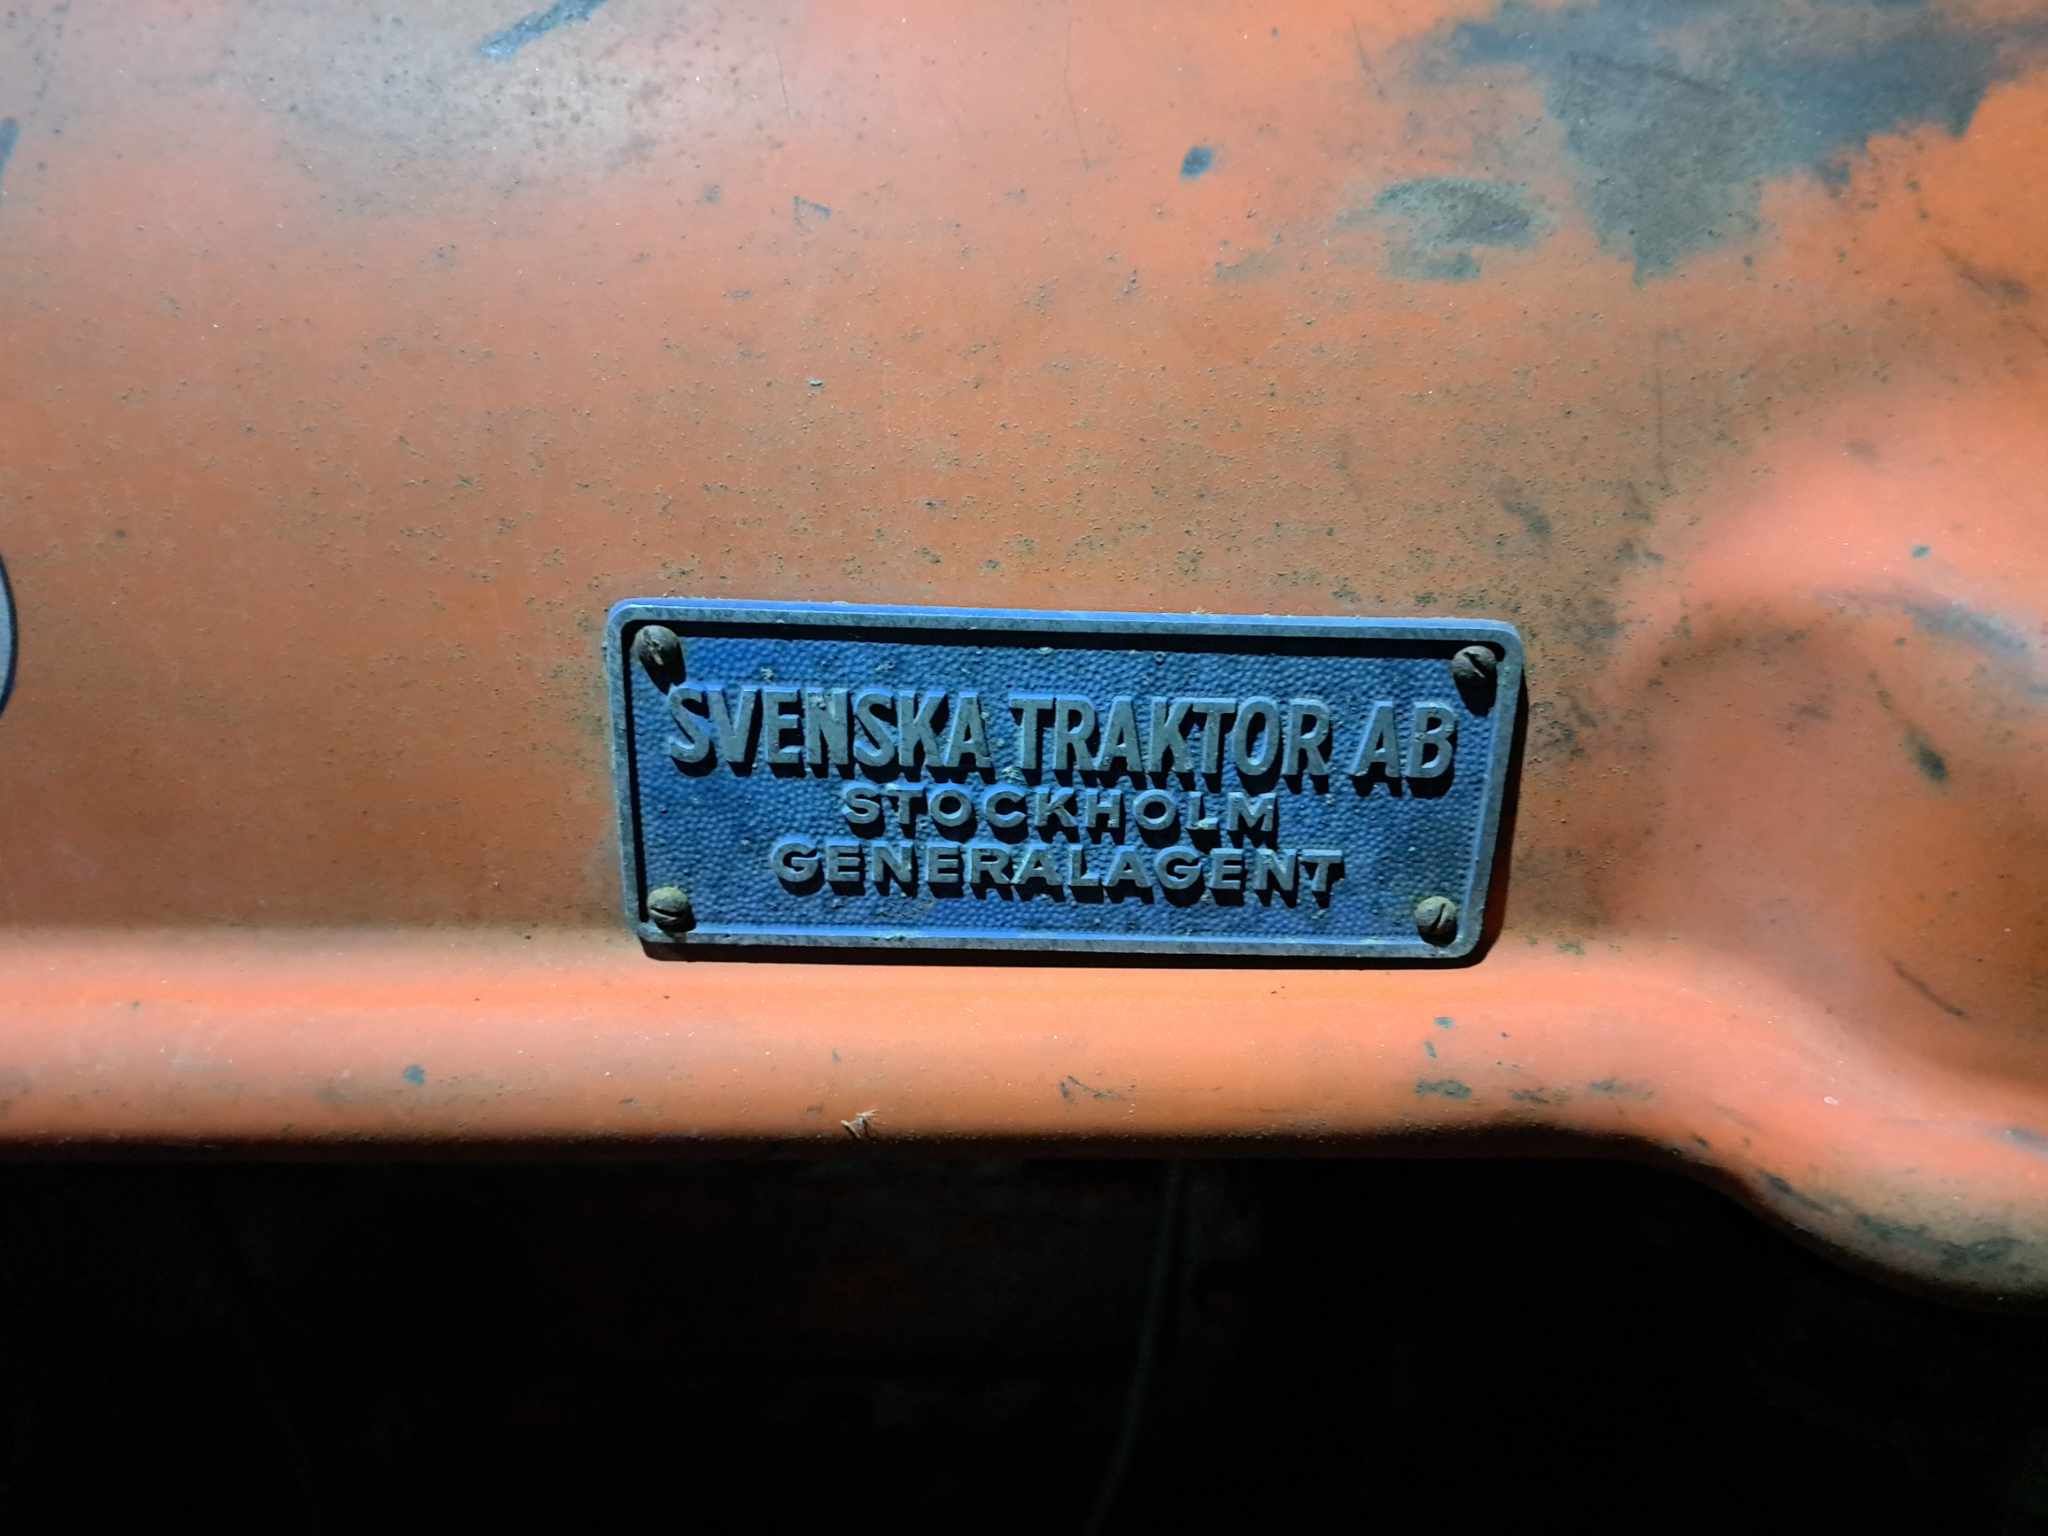 SVENSKA TRAKTOR AB
STOCKHOLM
GENERALAGENT